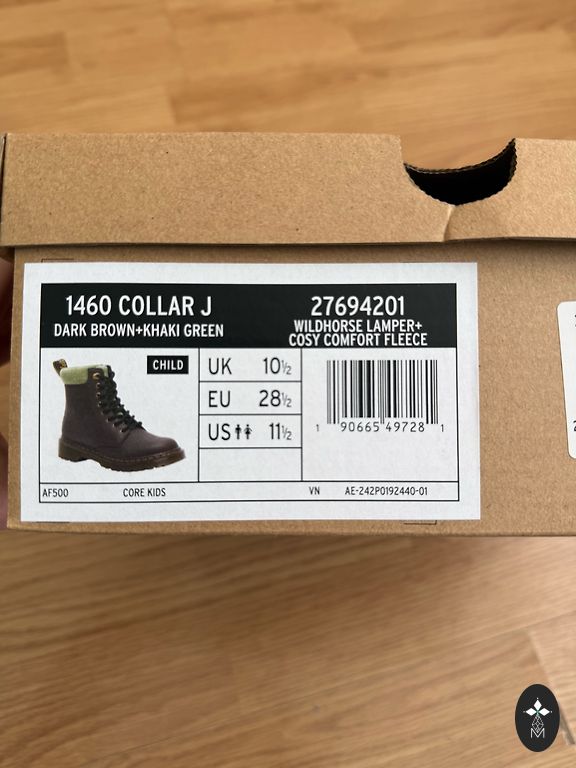 1460 COLLAR J
DARK BROWN+KHAKI GREEN
27694201
WILDHORSE LAMPER+
COSY COMFORT FLEECE
CHILD
UK 10½
EU 28½
US 11½
1 90665 49728 1
AF500
CORE KIDS
VN
AE-242P0192440-01